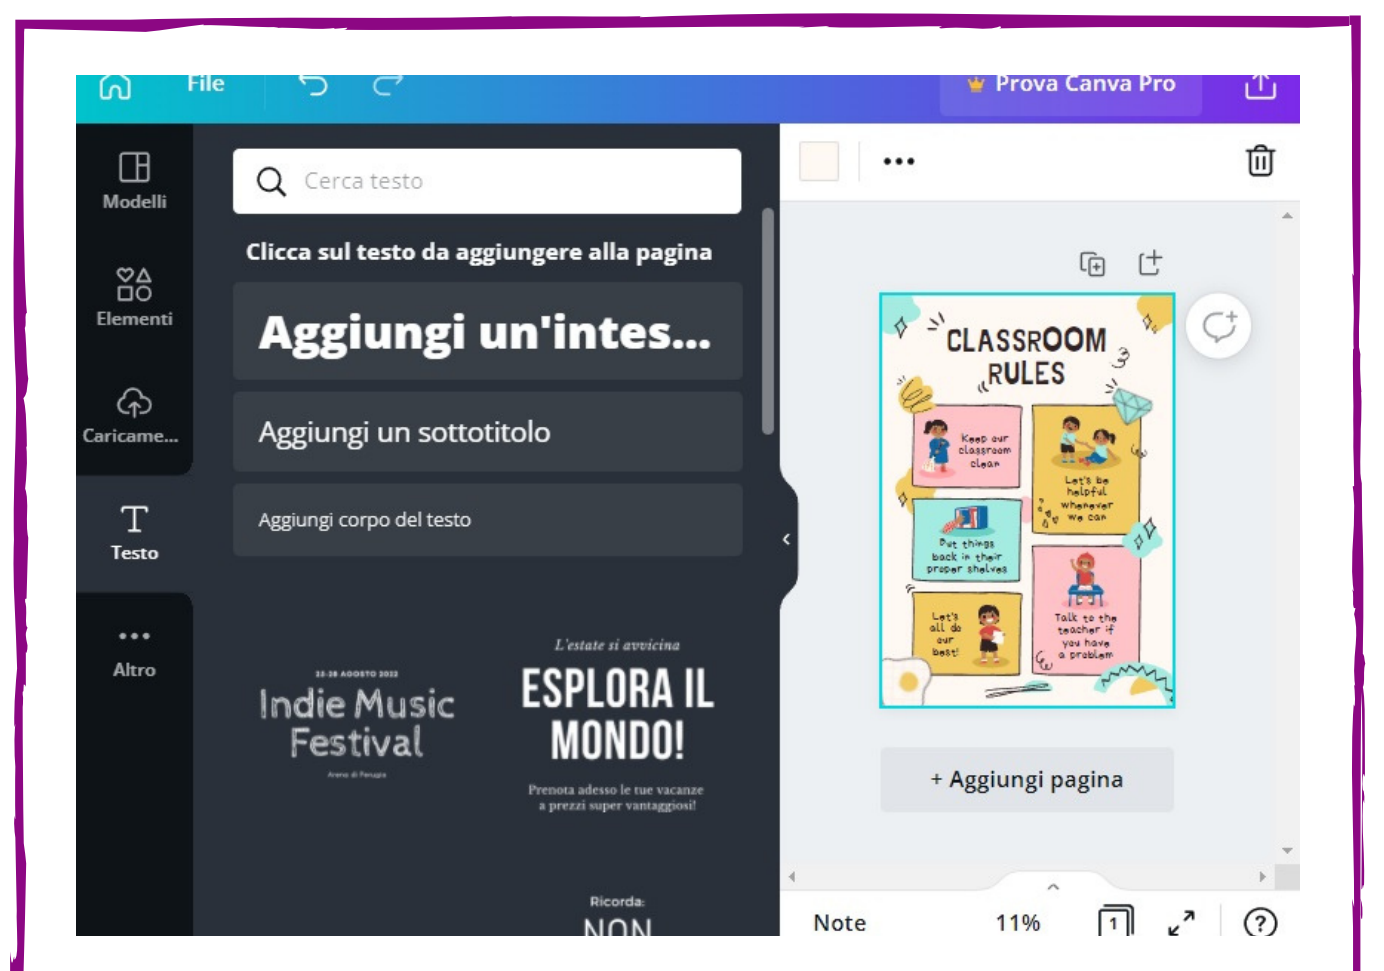 File
Prova Canva Pro
Modelli
Elementi
Caricame...
Testo
Altro
Cerca testo
Clicca sul testo da aggiungere alla pagina
Aggiungi un'intes...
Aggiungi un sottotitolo
Aggiungi corpo del testo
Indie Music
Festival
Arena di Perugia
L'estate si avvicina
ESPLORA IL
MONDO!
Prenota adesso le tue vacanze
a prezzi super vantaggiosi!
Ricorda:
NON
CLASSROOM
RULES
Keep our
classroom
clean
Let's be
helpful
whenever
we can
Put things
back in their
proper shelves
Let's
all do
our
best!
Talk to the
teacher if
you have
a problem
+ Aggiungi pagina
Note
11%
1